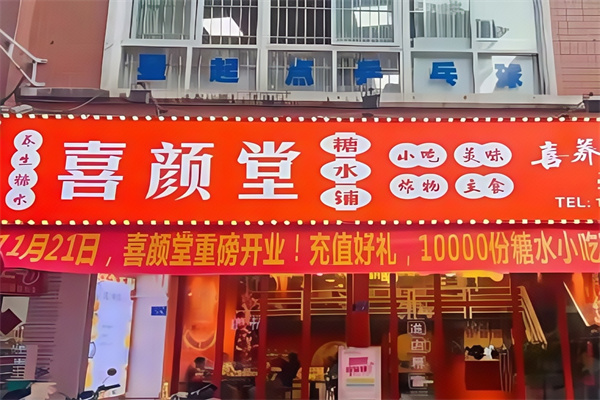 星起点乒乓球
养生糖水
喜颜堂
糖水铺
小吃 美味
炸物 主食
喜养
TEL: 1
1月21日，喜颜堂重磅开业！充值好礼，10000份糖水小吃